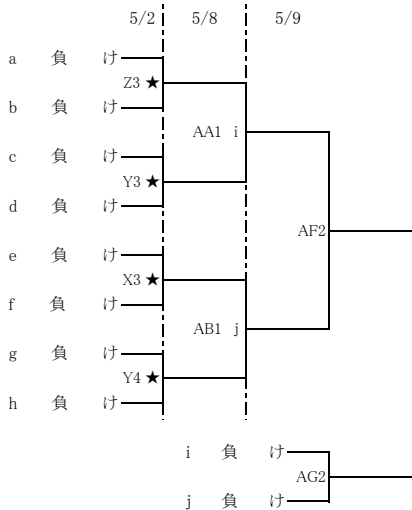 5/2 5/8 5/9
a 負 け
Z3 ★
b 負 け
AA1 i
c 負 け
Y3 ★
d 負 け
AF2
e 負 け
X3 ★
f 負 け
AB1 j
g 負 け
Y4 ★
h 負 け
i 負 け
AG2
j 負 け